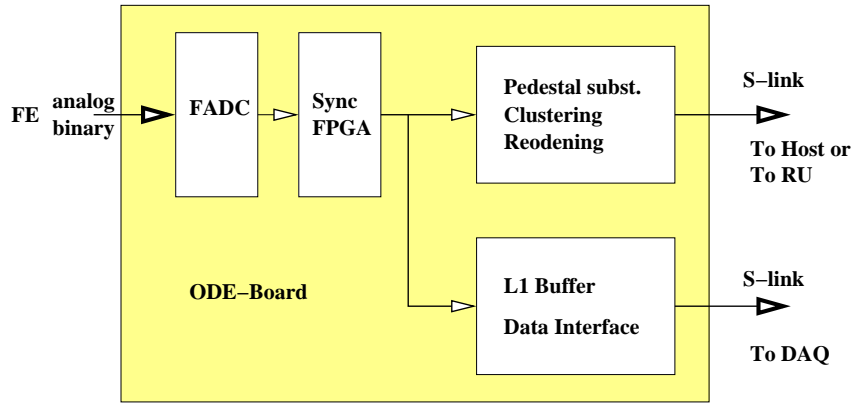 FE
analog
binary
FADC
Sync
FPGA
Pedestal subst.
Clustering
Reodening
S−link
To Host or
To RU
ODE−Board
L1 Buffer
Data Interface
S−link
To DAQ